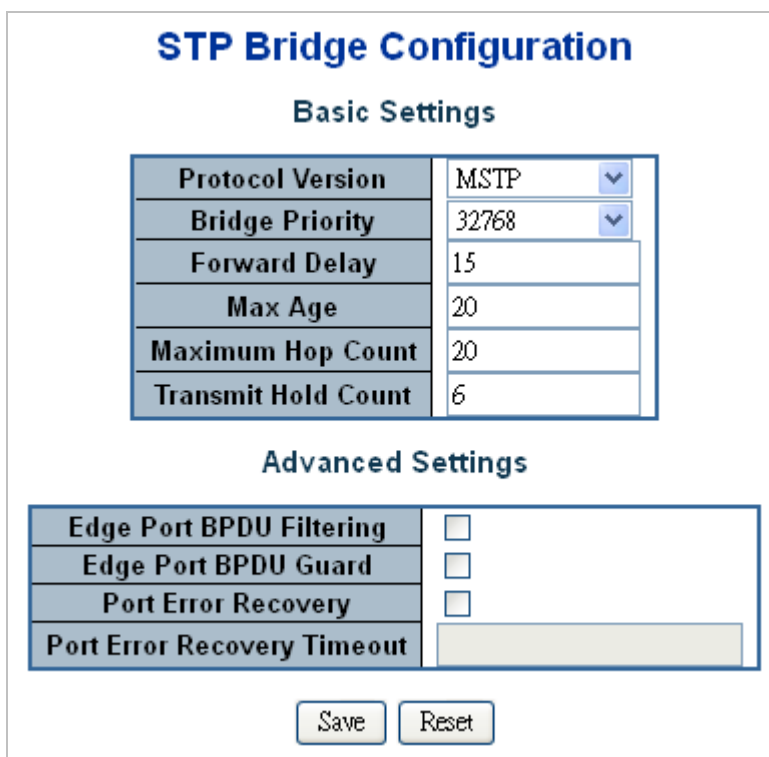 STP Bridge Configuration
Basic Settings
Protocol Version MSTP
Bridge Priority 32768
Forward Delay 15
Max Age 20
Maximum Hop Count 20
Transmit Hold Count 6
Advanced Settings
Edge Port BPDU Filtering
Edge Port BPDU Guard
Port Error Recovery
Port Error Recovery Timeout
Save Reset